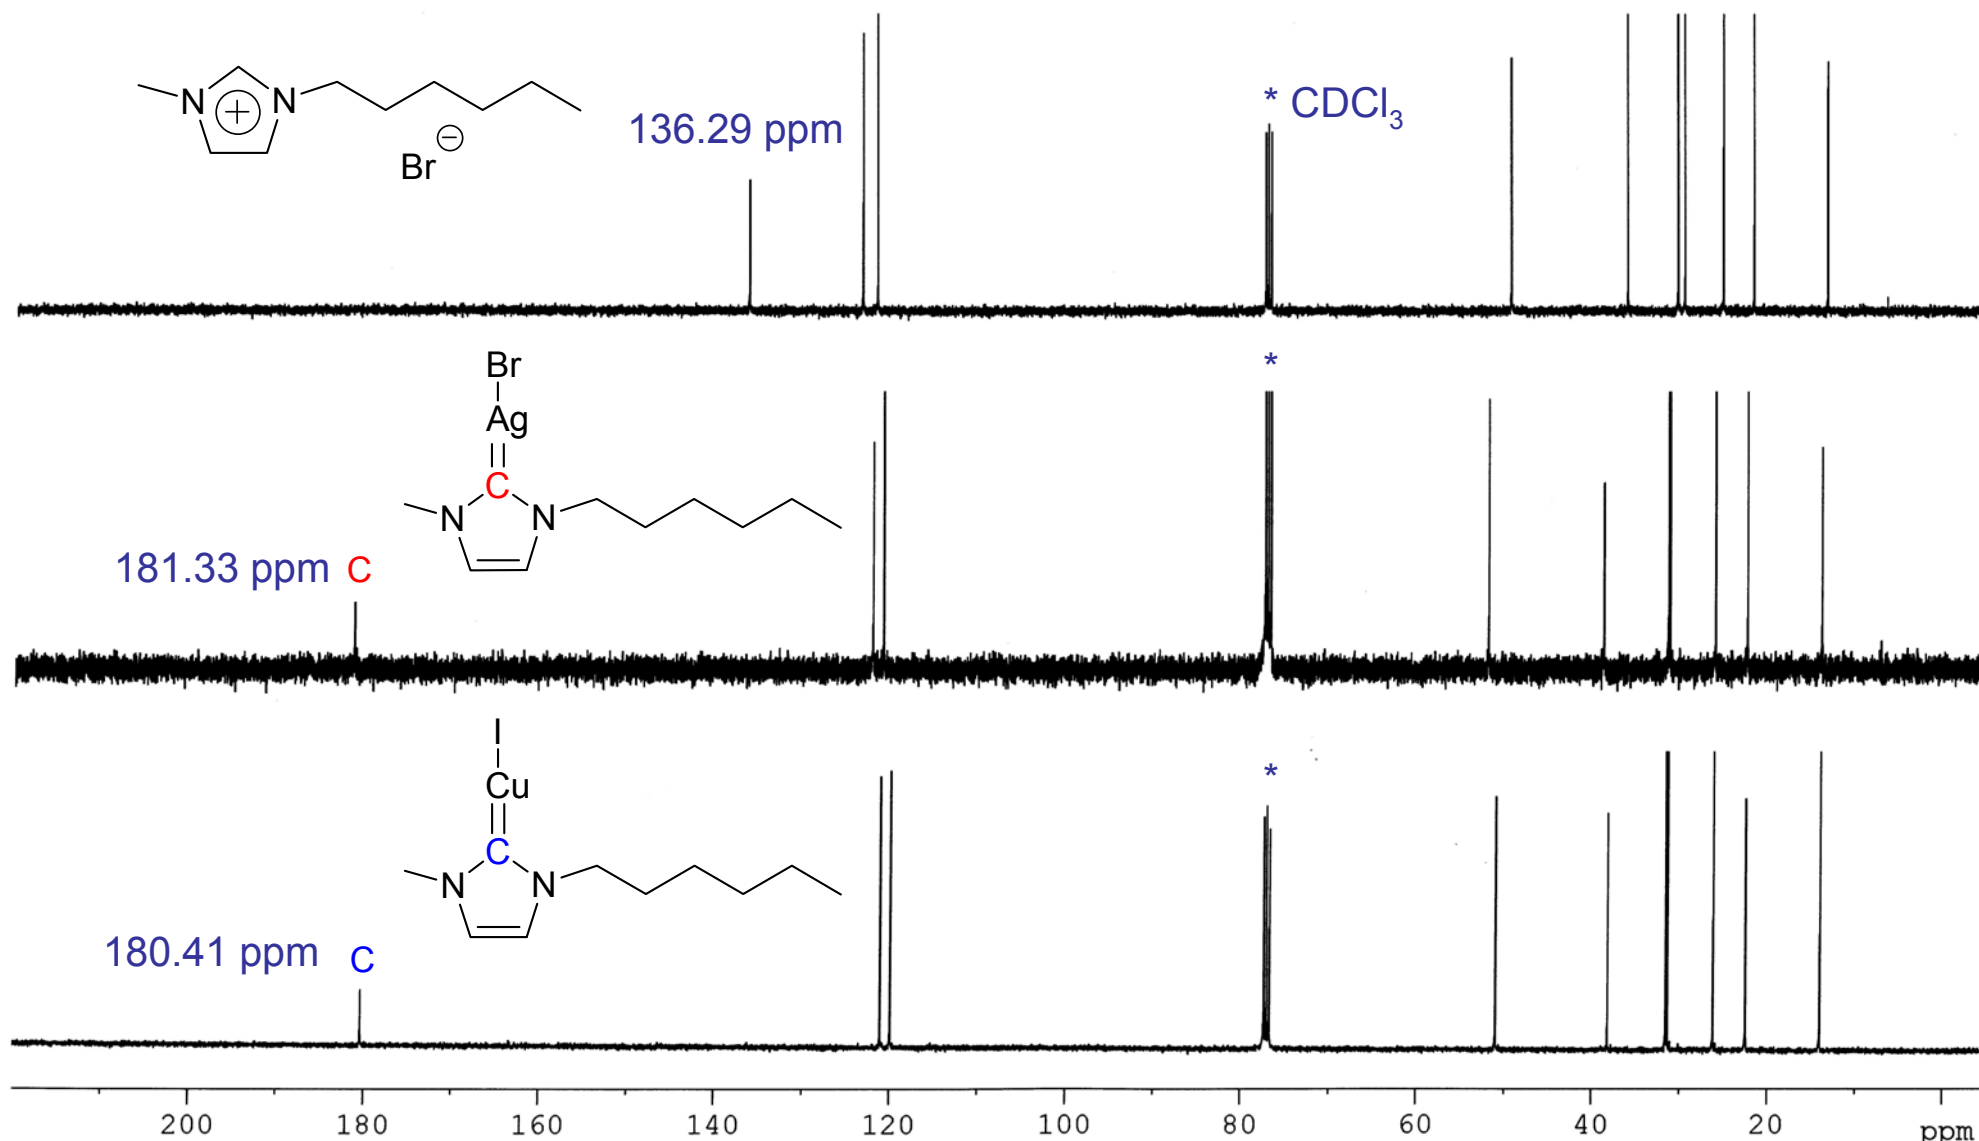 N + N
Br −
136.29 ppm
* CDCl3
Br
Ag
C
N N
181.33 ppm C
*
I
Cu
C
N N
180.41 ppm C
*
200 180 160 140 120 100 80 60 40 20 ppm